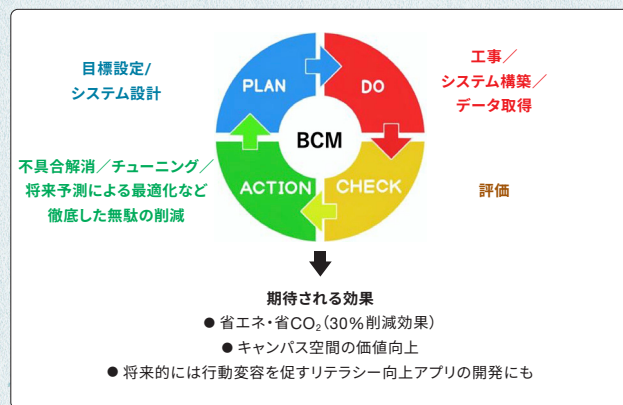 目標設定/
システム設計
PLAN
DO
工事／
システム構築／
データ取得
BCM
不具合解消／チューニング／
将来予測による最適化など
徹底した無駄の削減
ACTION
CHECK
評価
期待される効果
● 省エネ・省CO₂（30％削減効果）
● キャンパス空間の価値向上
● 将来的には行動変容を促すリテラシー向上アプリの開発にも